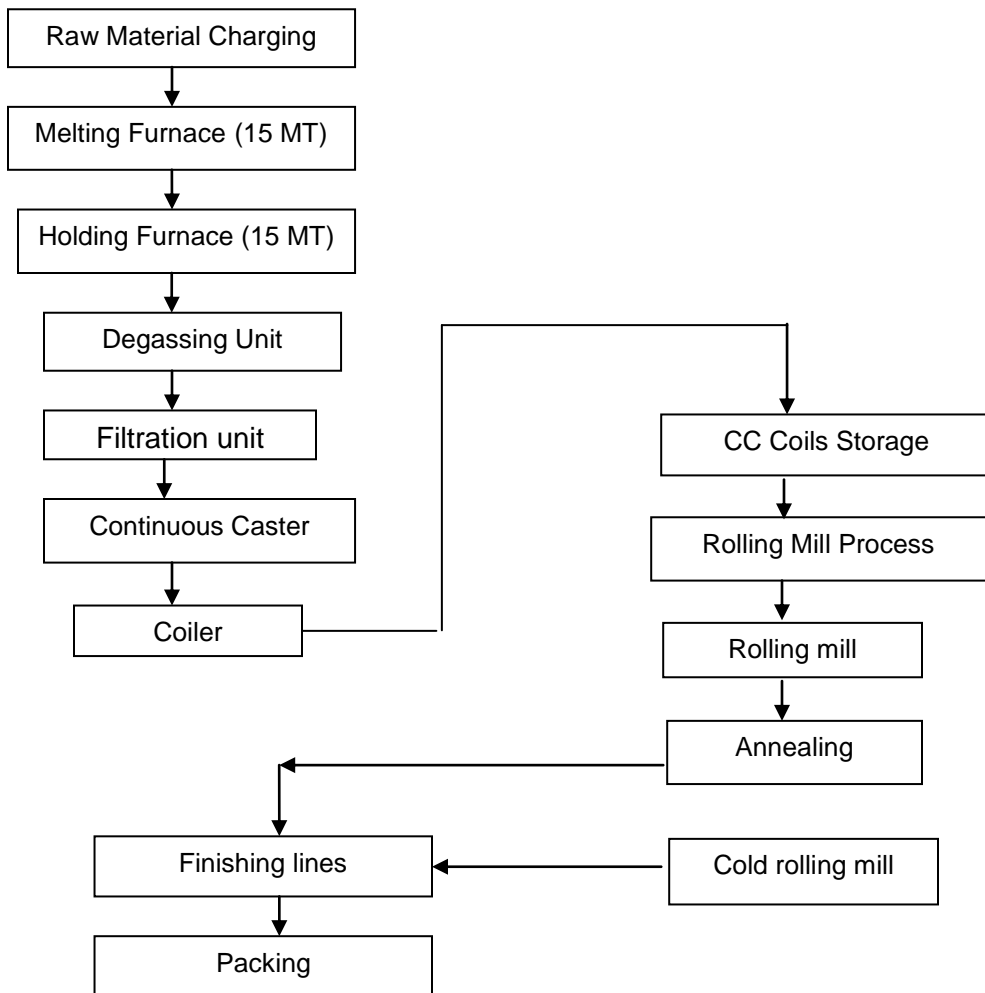 Raw Material Charging
Melting Furnace (15 MT)
Holding Furnace (15 MT)
Degassing Unit
Filtration unit
Continuous Caster
Coiler
CC Coils Storage
Rolling Mill Process
Rolling mill
Annealing
Finishing lines
Cold rolling mill
Packing